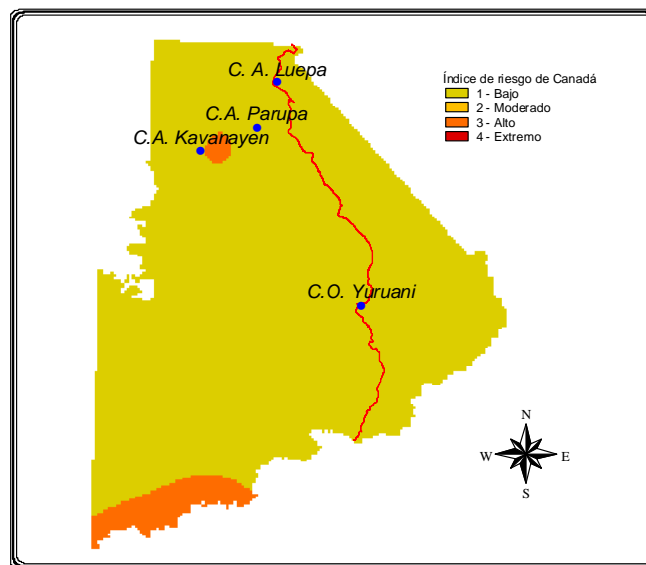 C. A. Luepa
C.A. Parupa
C.A. Kavanayen
C.O. Yuruani
Índice de riesgo de Canadá
1 - Bajo
2 - Moderado
3 - Alto
4 - Extremo
N
W E
S